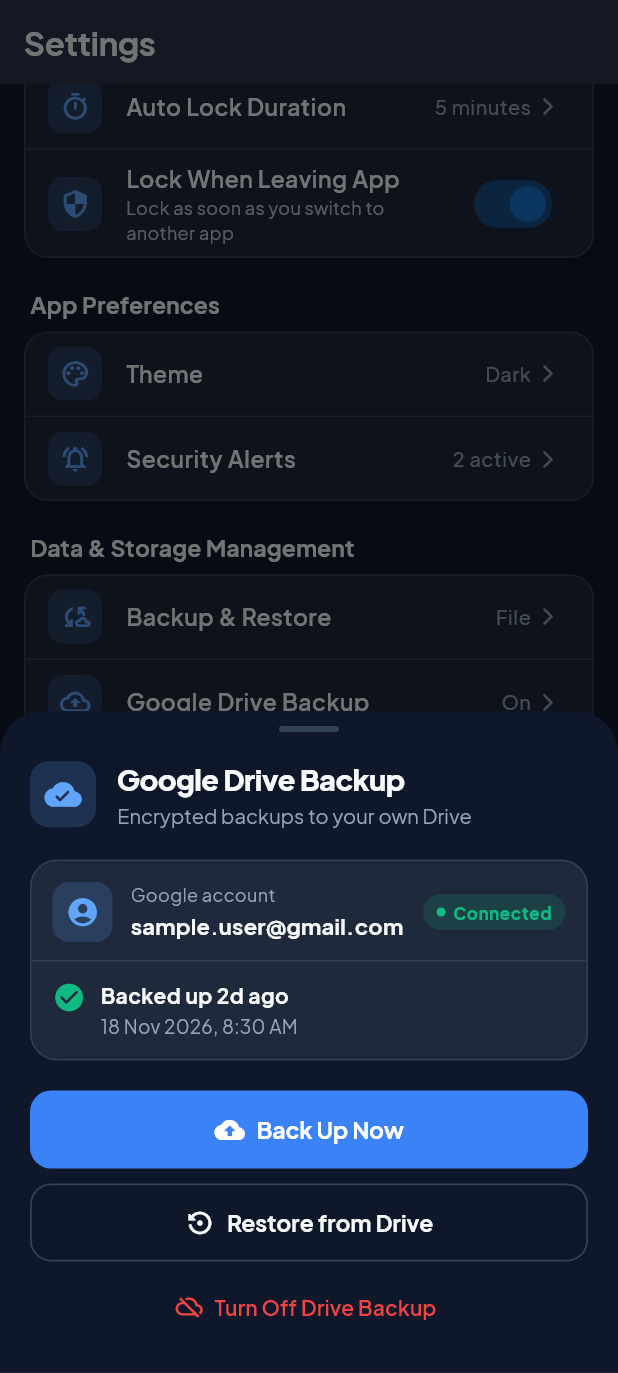 Settings
Auto Lock Duration
5 minutes
Lock When Leaving App
Lock as soon as you switch to
another app
App Preferences
Theme
Dark
Security Alerts
2 active
Data & Storage Management
Backup & Restore
File
Google Drive Backup
On
Google Drive Backup
Encrypted backups to your own Drive
Google account
sample.user@gmail.com
Connected
Backed up 2d ago
18 Nov 2026, 8:30 AM
Back Up Now
Restore from Drive
Turn Off Drive Backup